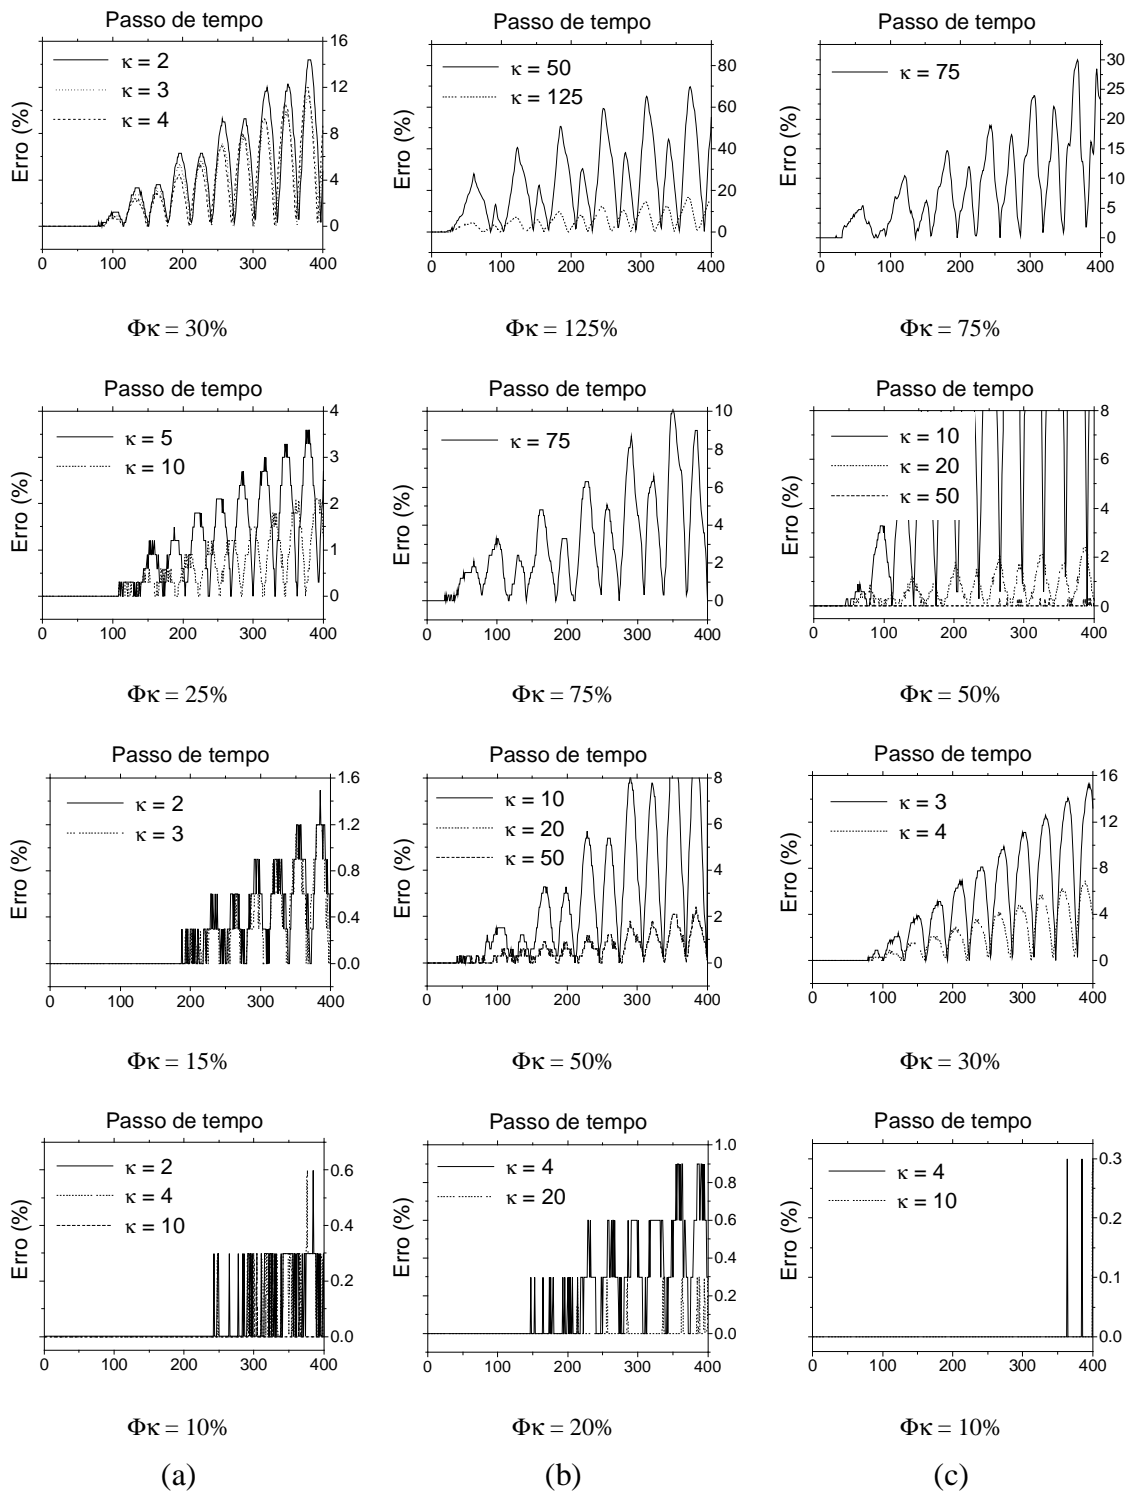 Passo de tempo
κ = 2
κ = 3
κ = 4
Erro (%)
16
12
8
4
0
0 100 200 300 400
Φκ = 30%
Passo de tempo
κ = 50
κ = 125
Erro (%)
80
60
40
20
0
0 100 200 300 400
Φκ = 125%
Passo de tempo
κ = 75
Erro (%)
30
25
20
15
10
5
0
0 100 200 300 400
Φκ = 75%
Passo de tempo
κ = 5
κ = 10
Erro (%)
4
3
2
1
0
0 100 200 300 400
Φκ = 25%
Passo de tempo
κ = 75
Erro (%)
10
8
6
4
2
0
0 100 200 300 400
Φκ = 75%
Passo de tempo
κ = 10
κ = 20
κ = 50
Erro (%)
8
6
4
2
0
0 100 200 300 400
Φκ = 50%
Passo de tempo
κ = 2
κ = 3
Erro (%)
1.6
1.2
0.8
0.4
0.0
0 100 200 300 400
Φκ = 15%
Passo de tempo
κ = 10
κ = 20
κ = 50
Erro (%)
8
6
4
2
0
0 100 200 300 400
Φκ = 50%
Passo de tempo
κ = 3
κ = 4
Erro (%)
16
12
8
4
0
0 100 200 300 400
Φκ = 30%
Passo de tempo
κ = 2
κ = 4
κ = 10
Erro (%)
0.6
0.4
0.2
0.0
0 100 200 300 400
Φκ = 10%
Passo de tempo
κ = 4
κ = 20
Erro (%)
1.0
0.8
0.6
0.4
0.2
0.0
0 100 200 300 400
Φκ = 20%
Passo de tempo
κ = 4
κ = 10
Erro (%)
0.3
0.2
0.1
0.0
0 100 200 300 400
Φκ = 10%
(a) (b) (c)